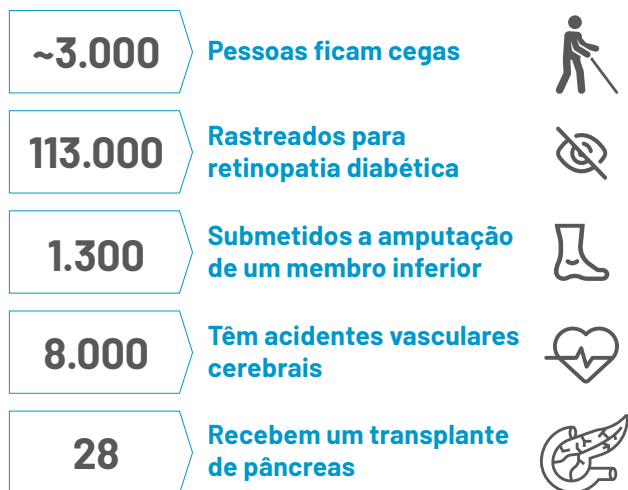 ~3.000
Pessoas ficam cegas
113.000
Rastreados para
retinopatia diabética
1.300
Submetidos a amputação
de um membro inferior
8.000
Têm acidentes vasculares
cerebrais
28
Recebem um transplante
de pâncreas